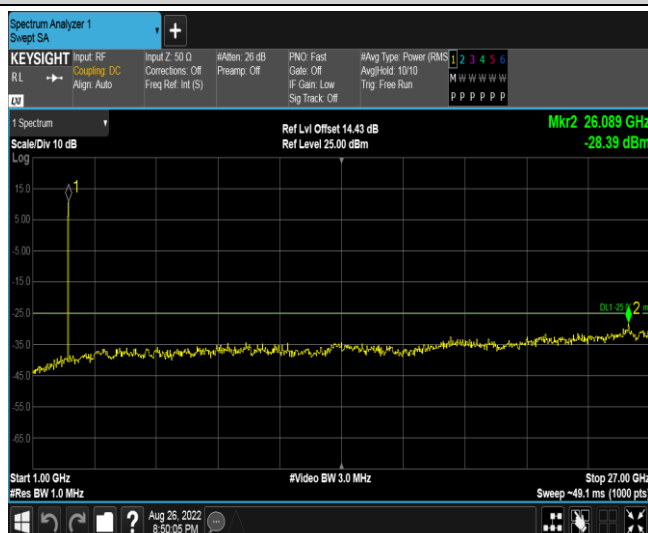 Spectrum Analyzer 1
Swept SA
+
KEYSIGHT
RL
Input: RF
Coupling: DC
Align: Auto
Input Z: 50 Ω
Corrections: Off
Freq Ref: Int (S)
#Atten: 26 dB
Preamp: Off
PNO: Fast
Gate: Off
IF Gain: Low
Sig Track: Off
#Avg Type: Power (RMS
Avg|Hold: 10/10
Trig: Free Run
1 2 3 4 5 6
M W W W W W
P P P P P P
LXI
1 Spectrum
Scale/Div 10 dB
Log
Ref Lvl Offset 14.43 dB
Ref Level 25.00 dBm
Mkr2 26.089 GHz
-28.39 dBm
1
15.0
5.00
-5.00
-15.0
-25.0
DL1 -25
2
-35.0
-45.0
-55.0
-65.0
Start 1.00 GHz
#Res BW 1.0 MHz
#Video BW 3.0 MHz
Stop 27.00 GHz
Sweep ~49.1 ms (1000 pts)
?
Aug 26, 2022
8:50:05 PM